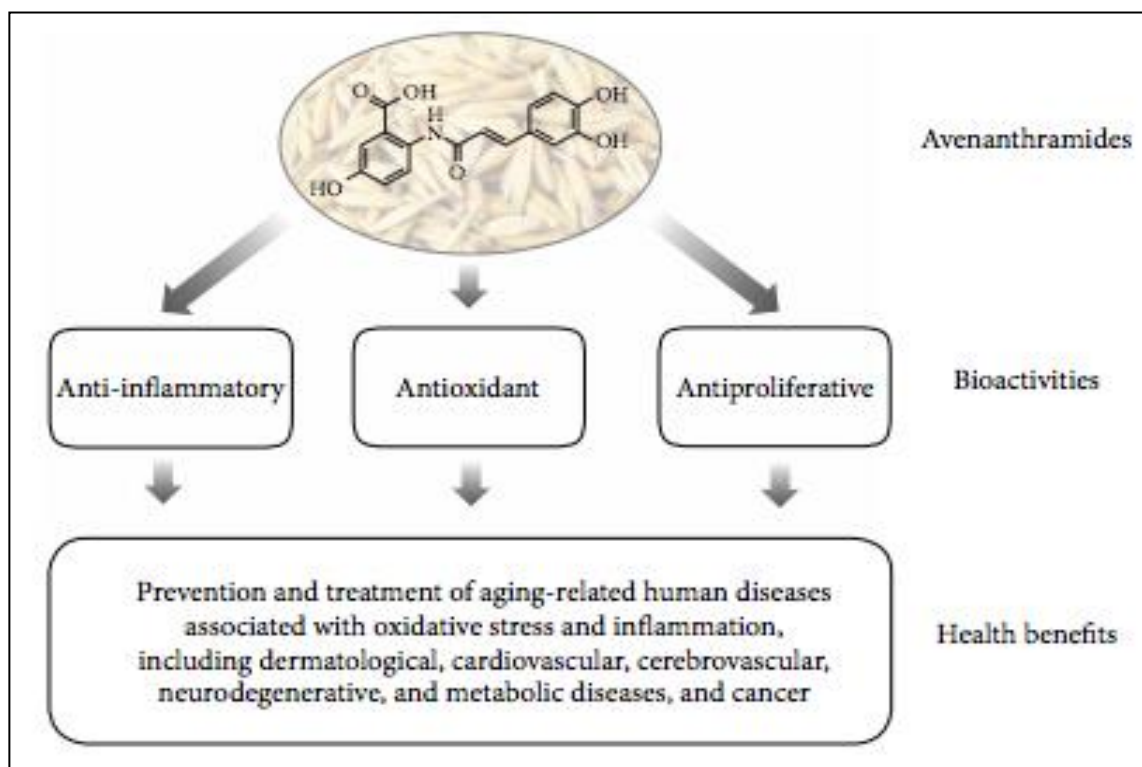 O
OH
H
N
O
OH
OH
HO
Avenanthramides
Anti-inflammatory
Antioxidant
Antiproliferative
Bioactivities
Prevention and treatment of aging-related human diseases
associated with oxidative stress and inflammation,
including dermatological, cardiovascular, cerebrovascular,
neurodegenerative, and metabolic diseases, and cancer
Health benefits